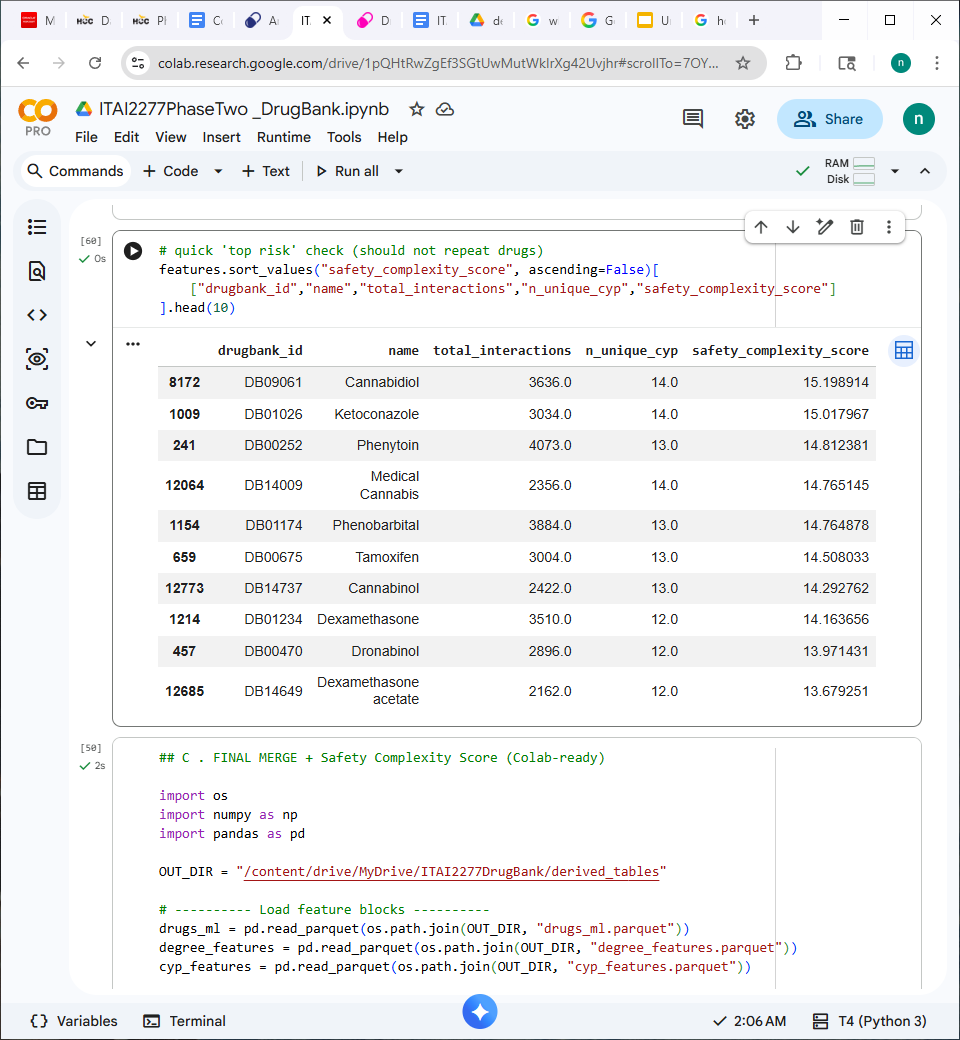 M
HCC D
HCC Pl
C
A
IT
D
IT
de
w
G
U
h
colab.research.google.com/drive/1pQHtRwZgEf3SGtUwMutWkIrXg42Uvjhr#scrollTo=7OY...
n
CO
PRO
ITAI2277PhaseTwo _DrugBank.ipynb
File Edit View Insert Runtime Tools Help
Share
n
Commands + Code + Text Run all
RAM
Disk
[60]
0s
# quick 'top risk' check (should not repeat drugs)
features.sort_values("safety_complexity_score", ascending=False)[
["drugbank_id","name","total_interactions","n_unique_cyp","safety_complexity_score"]
].head(10)
drugbank_id name total_interactions n_unique_cyp safety_complexity_score
8172 DB09061 Cannabidiol 3636.0 14.0 15.198914
1009 DB01026 Ketoconazole 3034.0 14.0 15.017967
241 DB00252 Phenytoin 4073.0 13.0 14.812381
12064 DB14009 Medical Cannabis 2356.0 14.0 14.765145
1154 DB01174 Phenobarbital 3884.0 13.0 14.764878
659 DB00675 Tamoxifen 3004.0 13.0 14.508033
12773 DB14737 Cannabinol 2422.0 13.0 14.292762
1214 DB01234 Dexamethasone 3510.0 12.0 14.163656
457 DB00470 Dronabinol 2896.0 12.0 13.971431
12685 DB14649 Dexamethasone acetate 2162.0 12.0 13.679251
[50]
2s
## C . FINAL MERGE + Safety Complexity Score (Colab-ready)
import os
import numpy as np
import pandas as pd
OUT_DIR = "/content/drive/MyDrive/ITAI2277DrugBank/derived_tables"
# ---------- Load feature blocks ----------
drugs_ml = pd.read_parquet(os.path.join(OUT_DIR, "drugs_ml.parquet"))
degree_features = pd.read_parquet(os.path.join(OUT_DIR, "degree_features.parquet"))
cyp_features = pd.read_parquet(os.path.join(OUT_DIR, "cyp_features.parquet"))
Variables Terminal
2:06 AM T4 (Python 3)